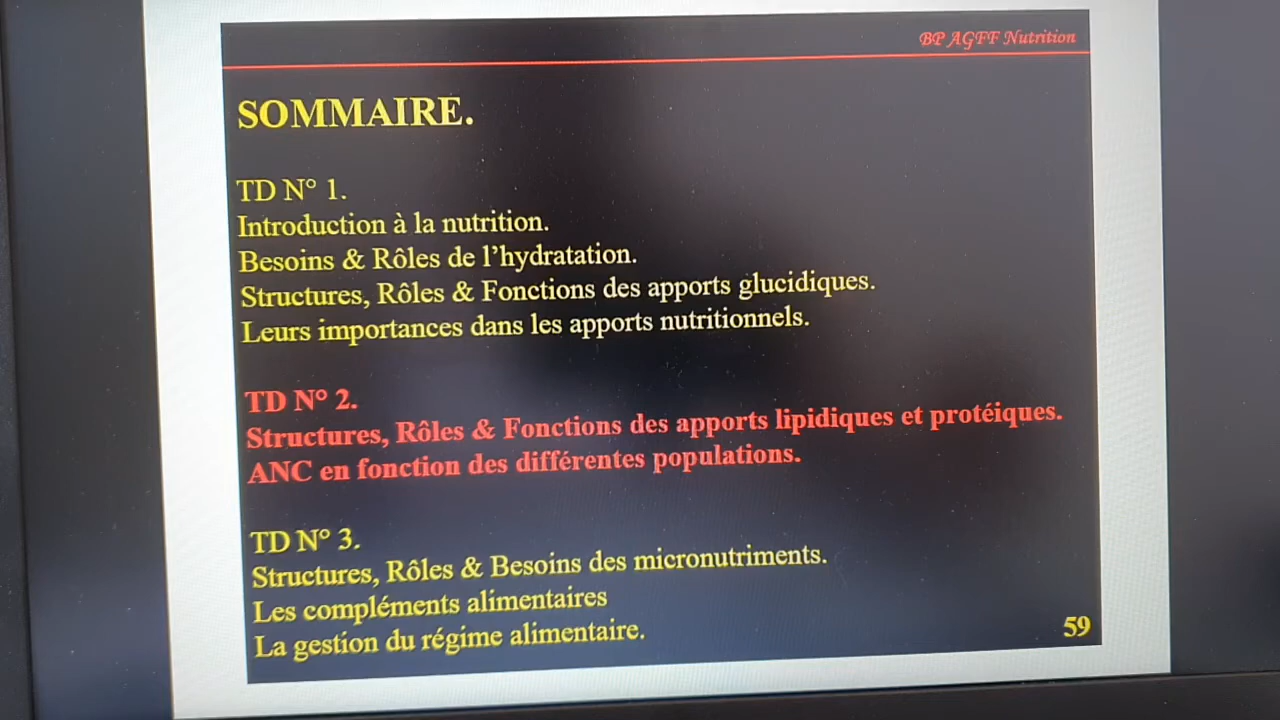 BP AGFF Nutrition
SOMMAIRE.
TD N° 1.
Introduction à la nutrition.
Besoins & Rôles de l'hydratation.
Structures, Rôles & Fonctions des apports glucidiques.
Leurs importances dans les apports nutritionnels.
TD N° 2.
Structures, Rôles & Fonctions des apports lipidiques et protéiques.
ANC en fonction des différentes populations.
TD N° 3.
Structures, Rôles & Besoins des micronutriments.
Les compléments alimentaires
La gestion du régime alimentaire.
59